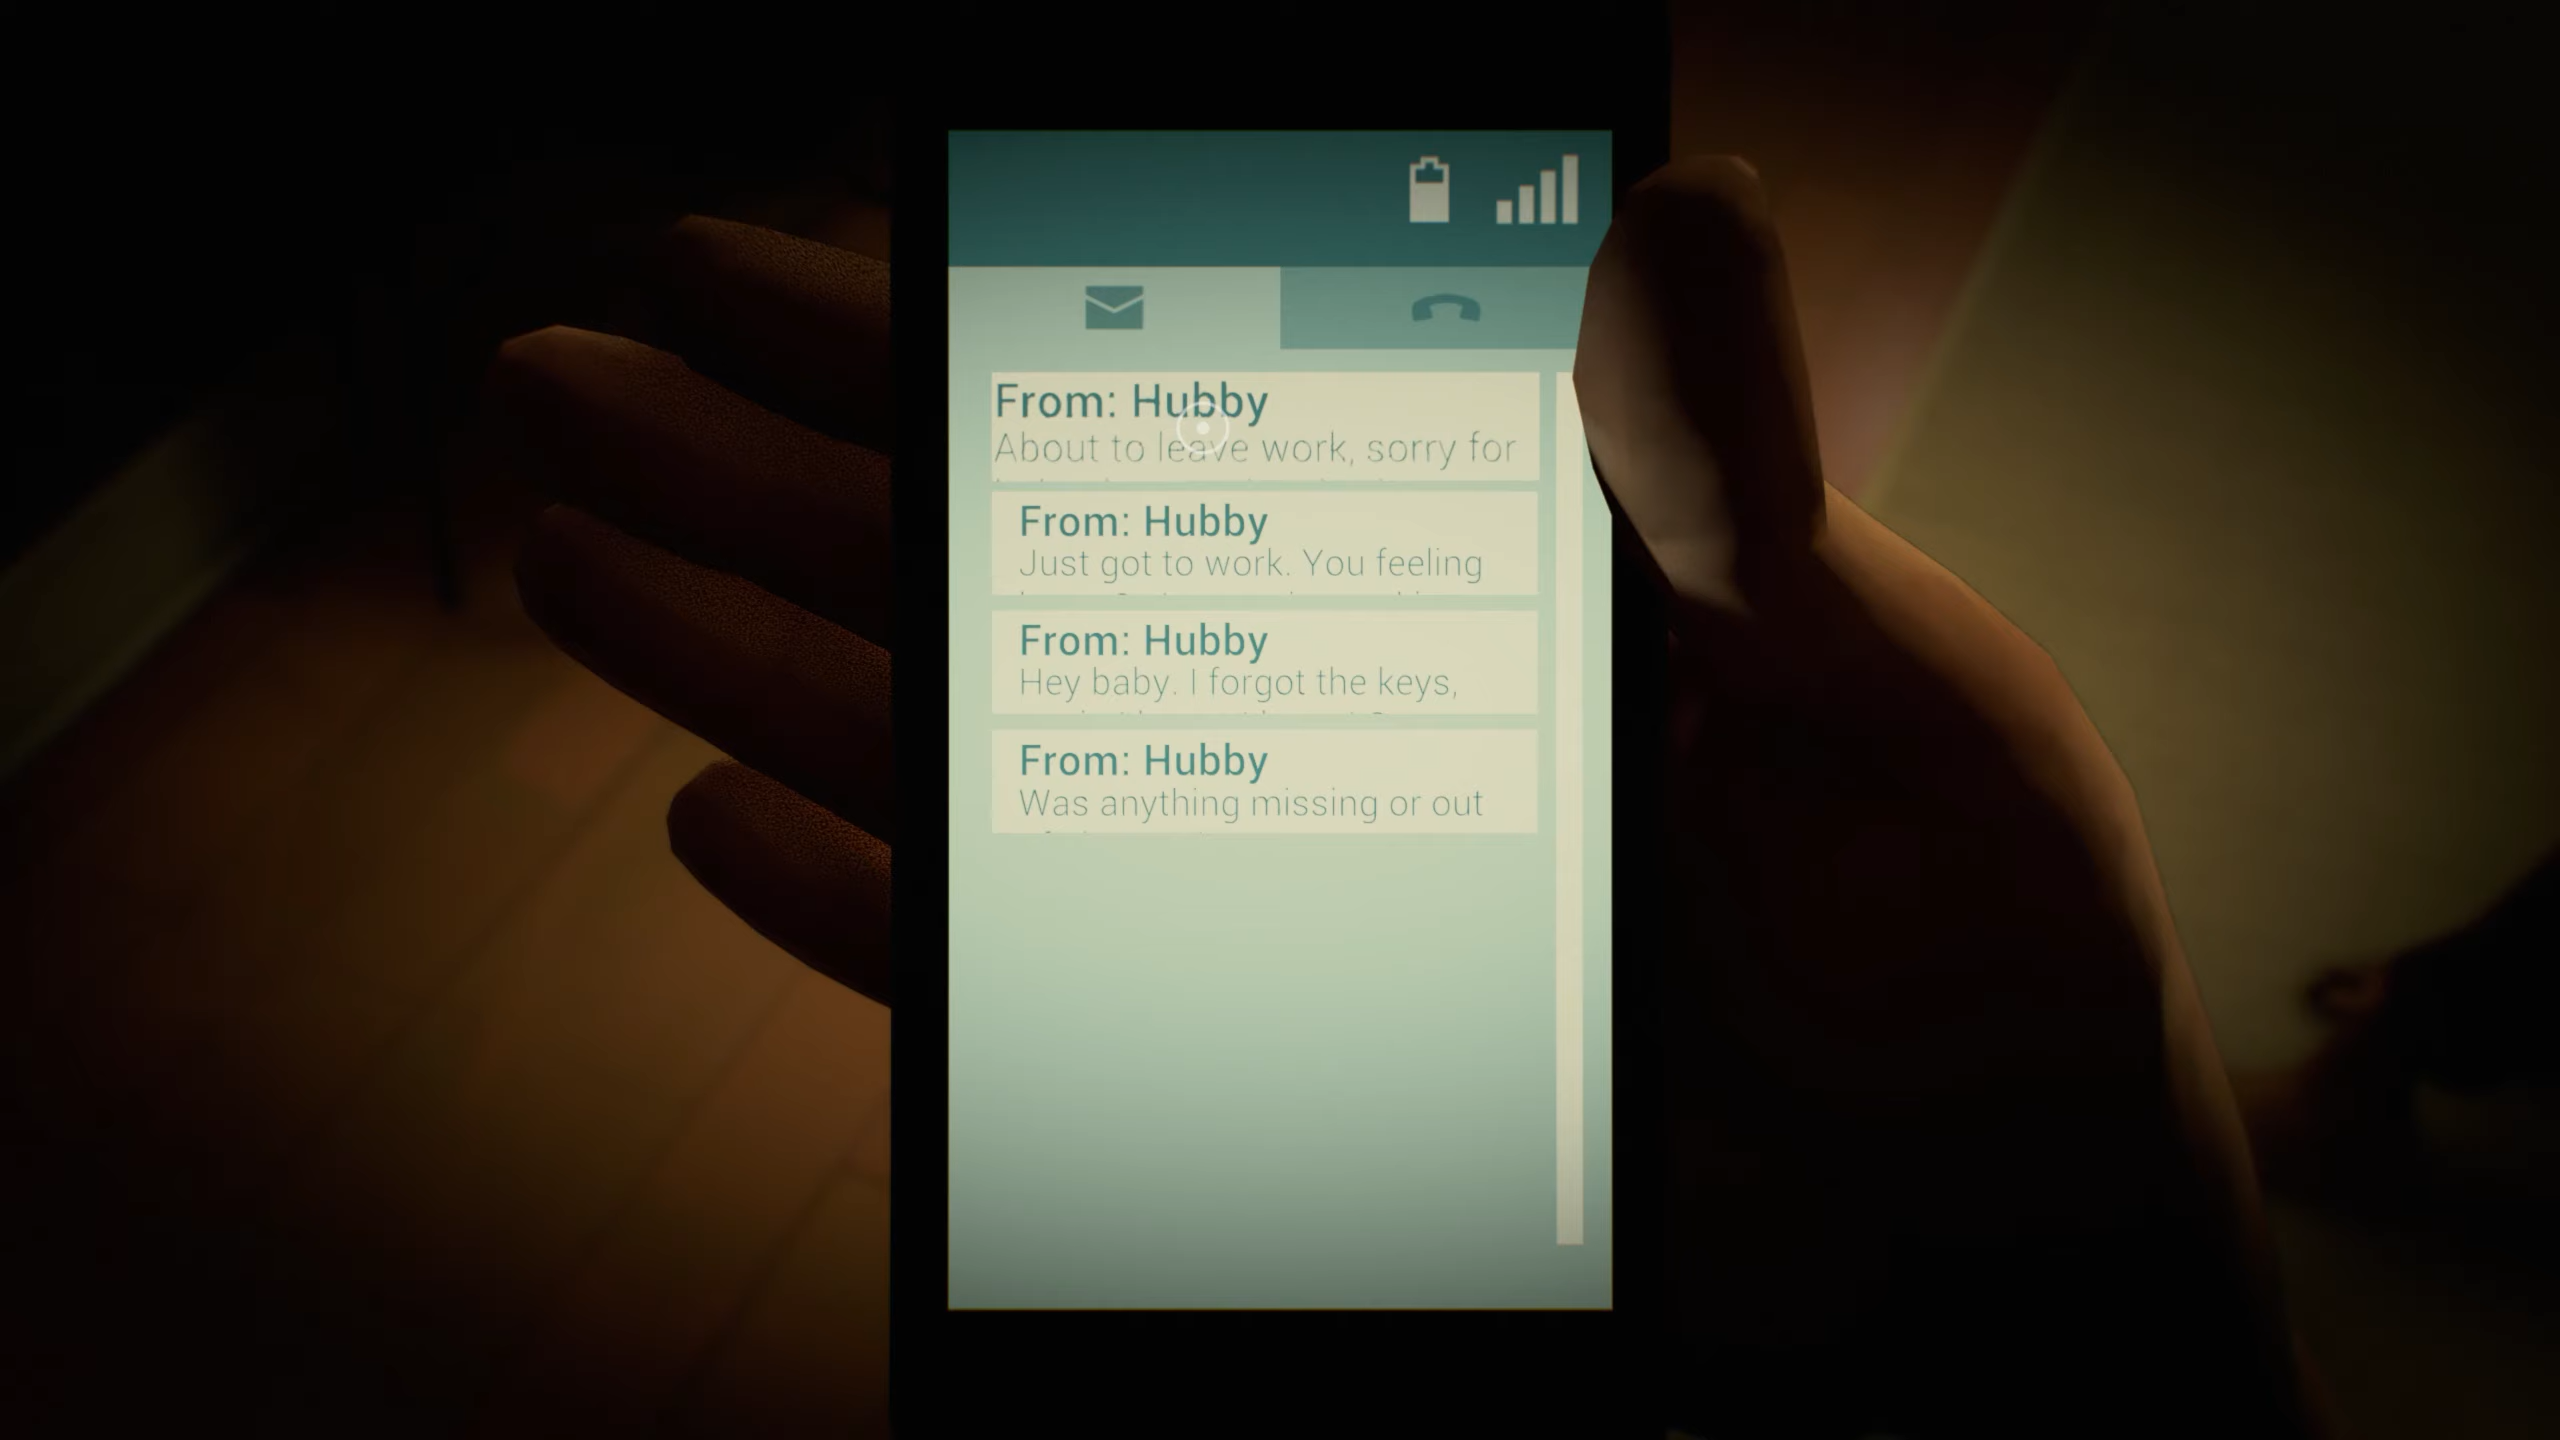 From: Hubby
About to leave work, sorry for
From: Hubby
Just got to work. You feeling
From: Hubby
Hey baby. I forgot the keys,
From: Hubby
Was anything missing or out